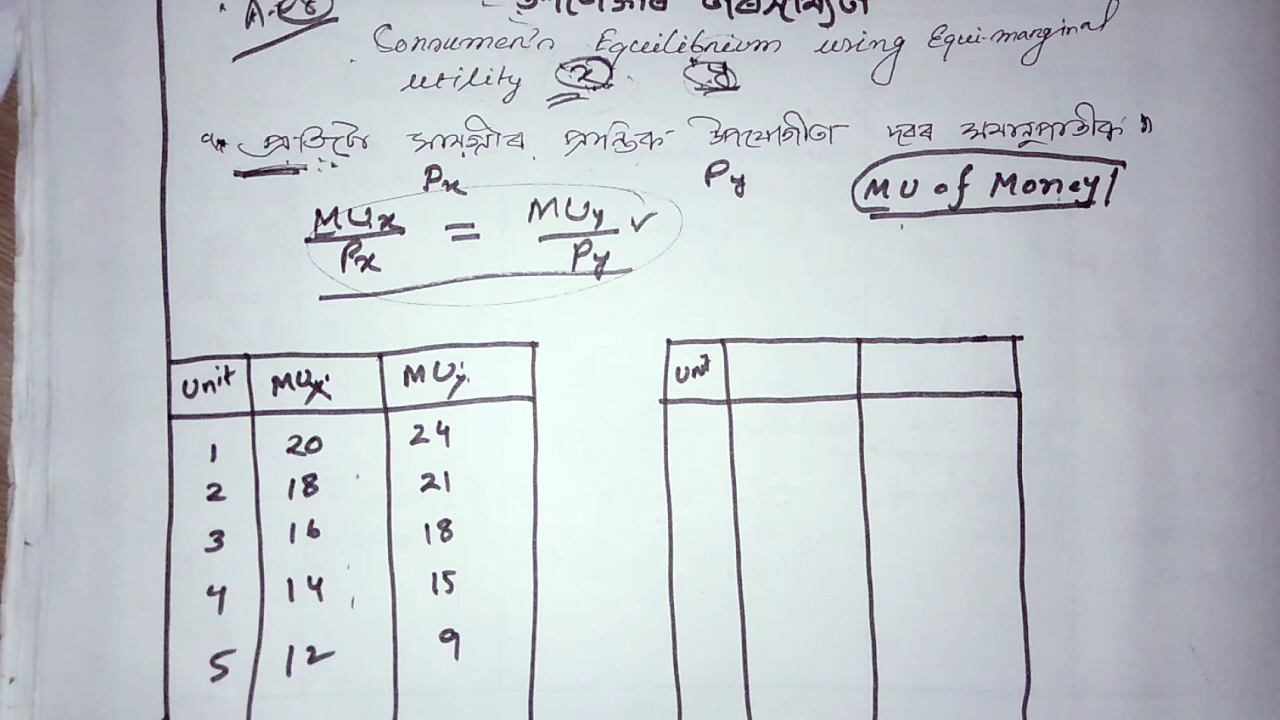 Consumer's Equilibrium using Equi-marginal
utility x y
" প্ৰতিটো সামগ্ৰীৰ প্ৰান্তিক উপযোগীতা দৰৰ সমানুপাতীক "
Px Py MU of Money
MUx = MUy ✓
Px Py
Unit MUx MUy Unit
1 20 24
2 18 21
3 16 18
4 14 15
5 12 9